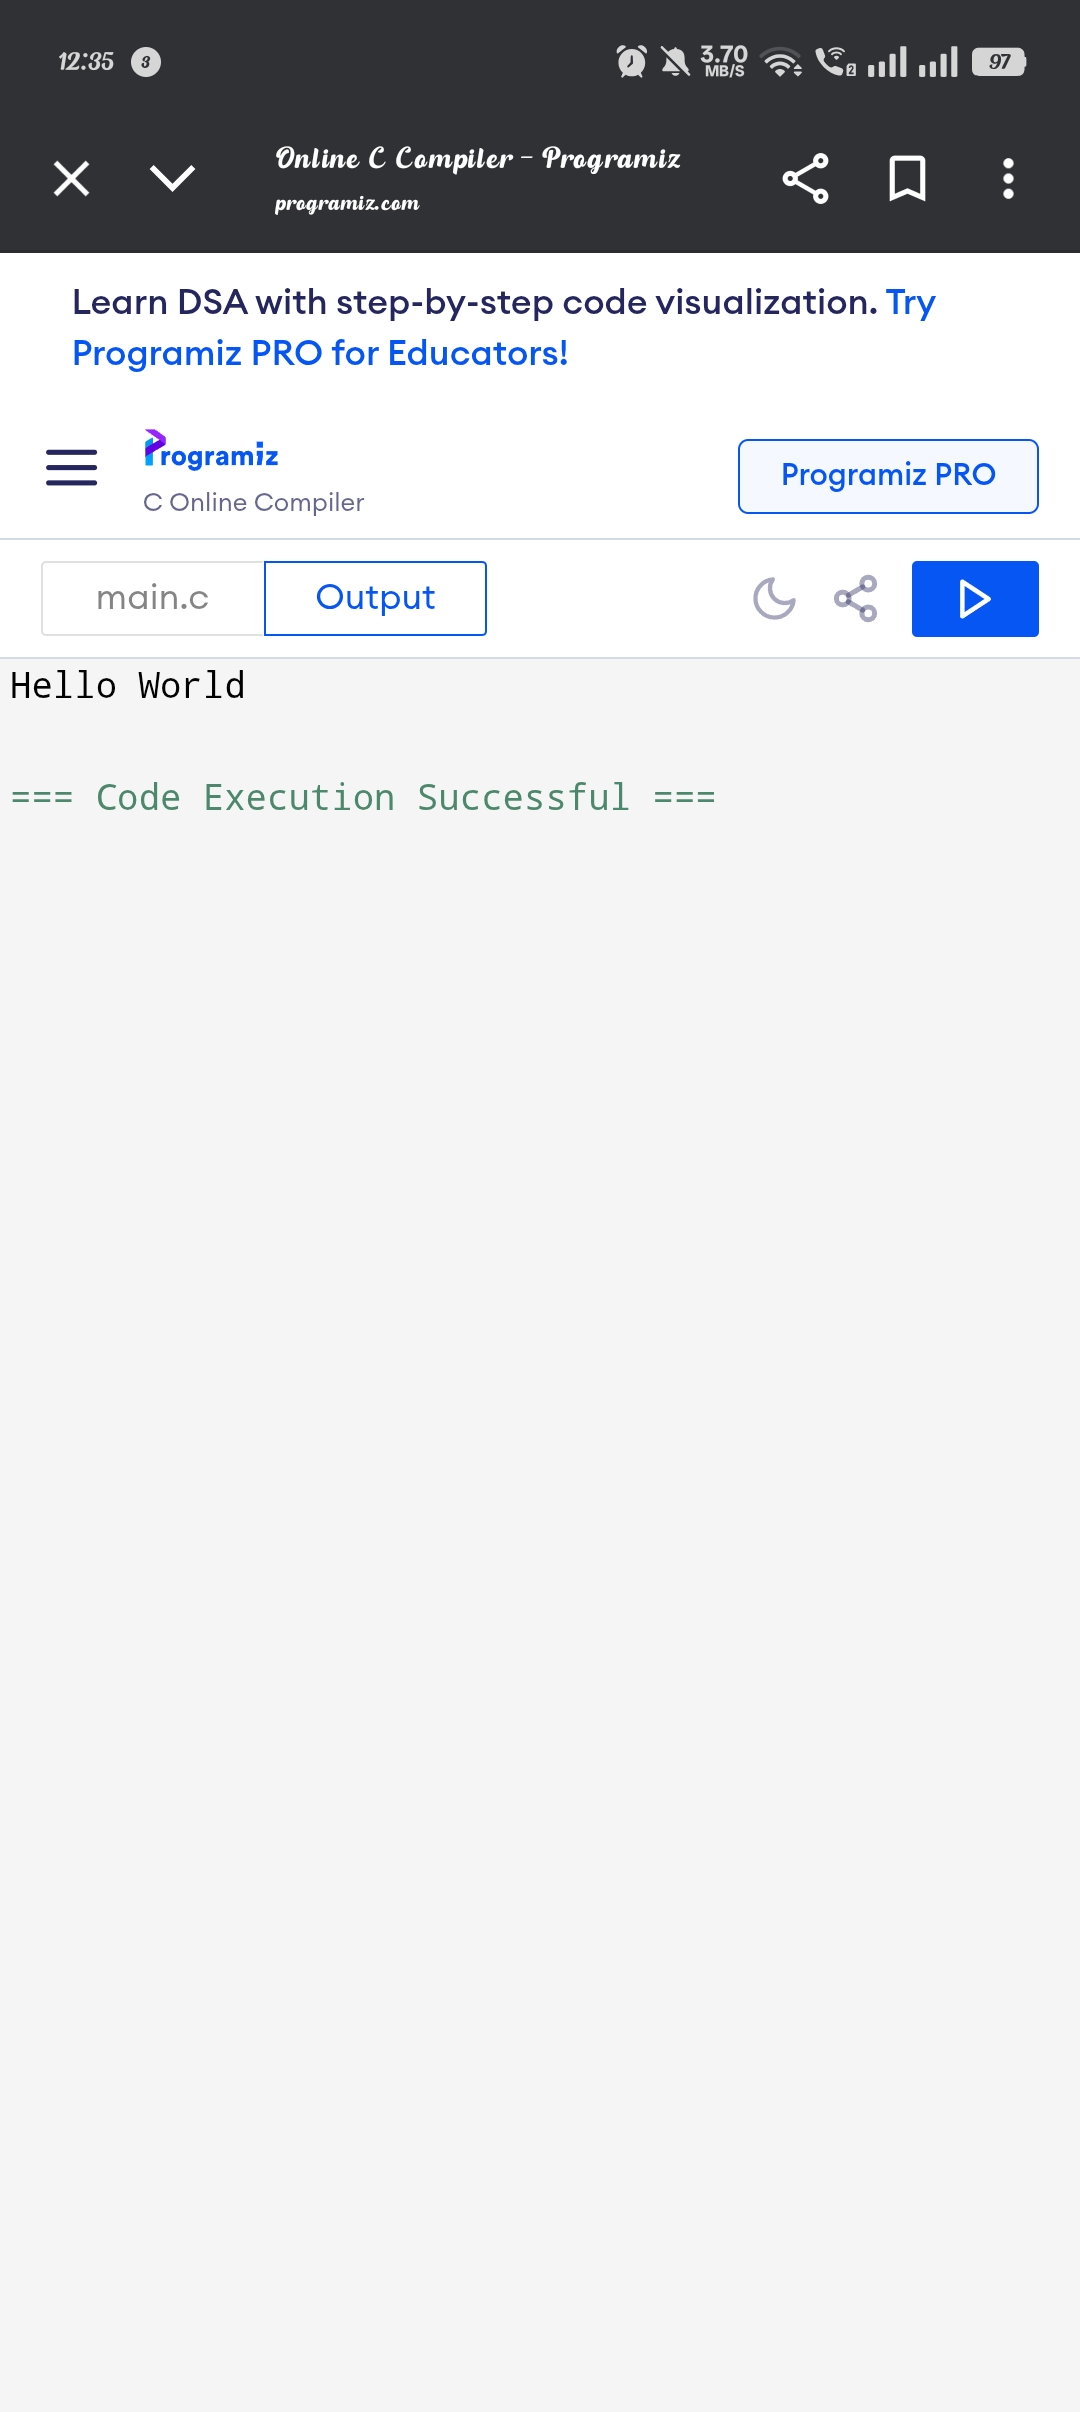 12:35 3 3.70 MB/S 2 97
Online C Compiler - Programiz
programiz.com
Learn DSA with step-by-step code visualization. Try
Programiz PRO for Educators!
Programiz
C Online Compiler
Programiz PRO
main.c Output
Hello World
=== Code Execution Successful ===